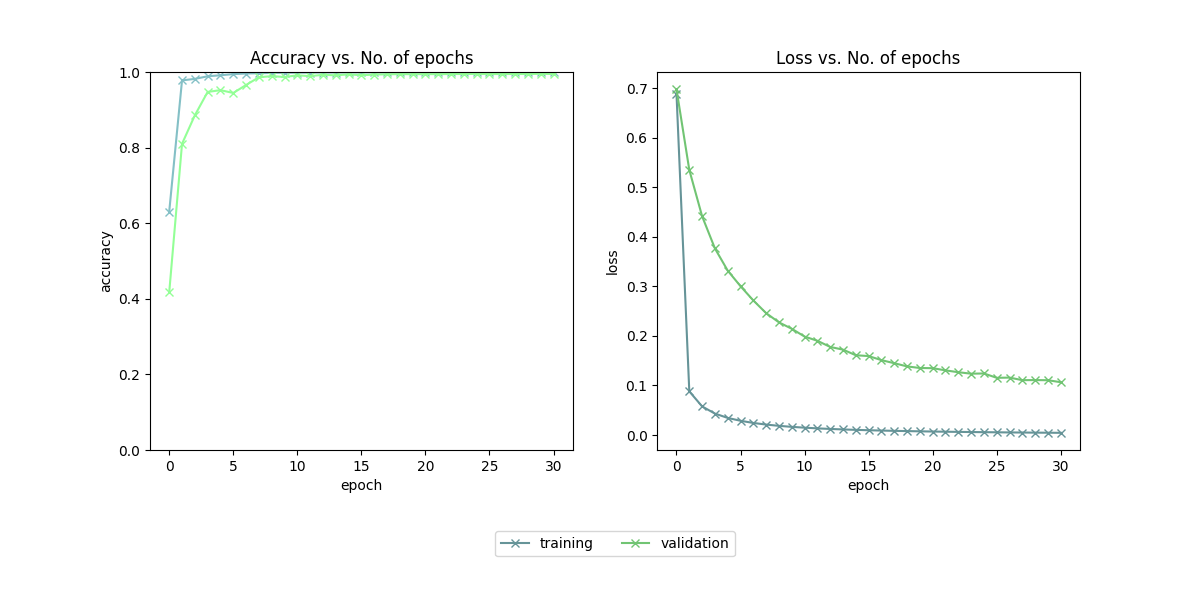 Accuracy vs. No. of epochs
1.0
0.8
0.6
0.4
0.2
0.0
accuracy
0 5 10 15 20 25 30
epoch
Loss vs. No. of epochs
0.7
0.6
0.5
0.4
0.3
0.2
0.1
0.0
loss
0 5 10 15 20 25 30
epoch
training validation